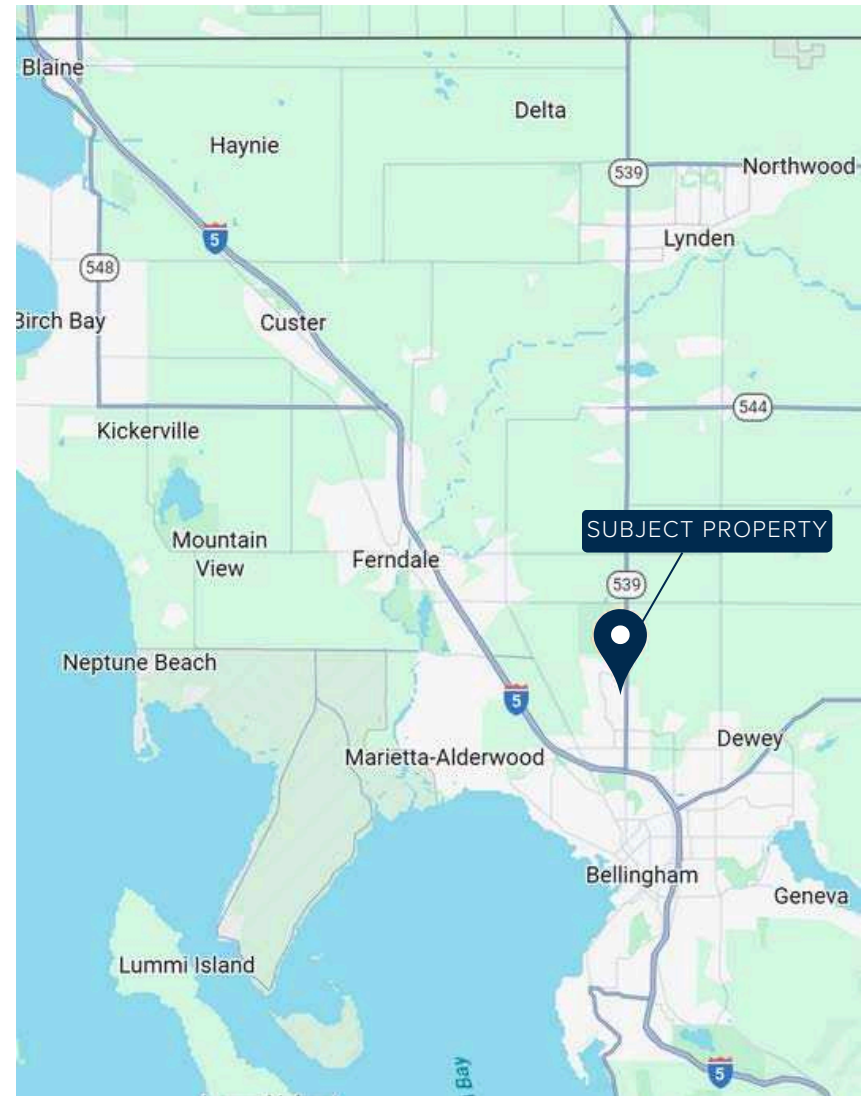 Blaine
Delta
Haynie
539
Northwood
Lynden
5
548
Birch Bay
Custer
544
Kickerville
SUBJECT PROPERTY
Mountain
View
Ferndale
539
Neptune Beach
5
Dewey
Marietta-Alderwood
Bellingham
Geneva
Lummi Island
Bay
5